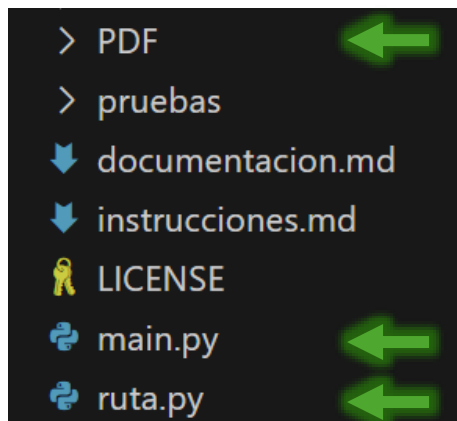 PDF
pruebas
documentacion.md
instrucciones.md
LICENSE
main.py
ruta.py